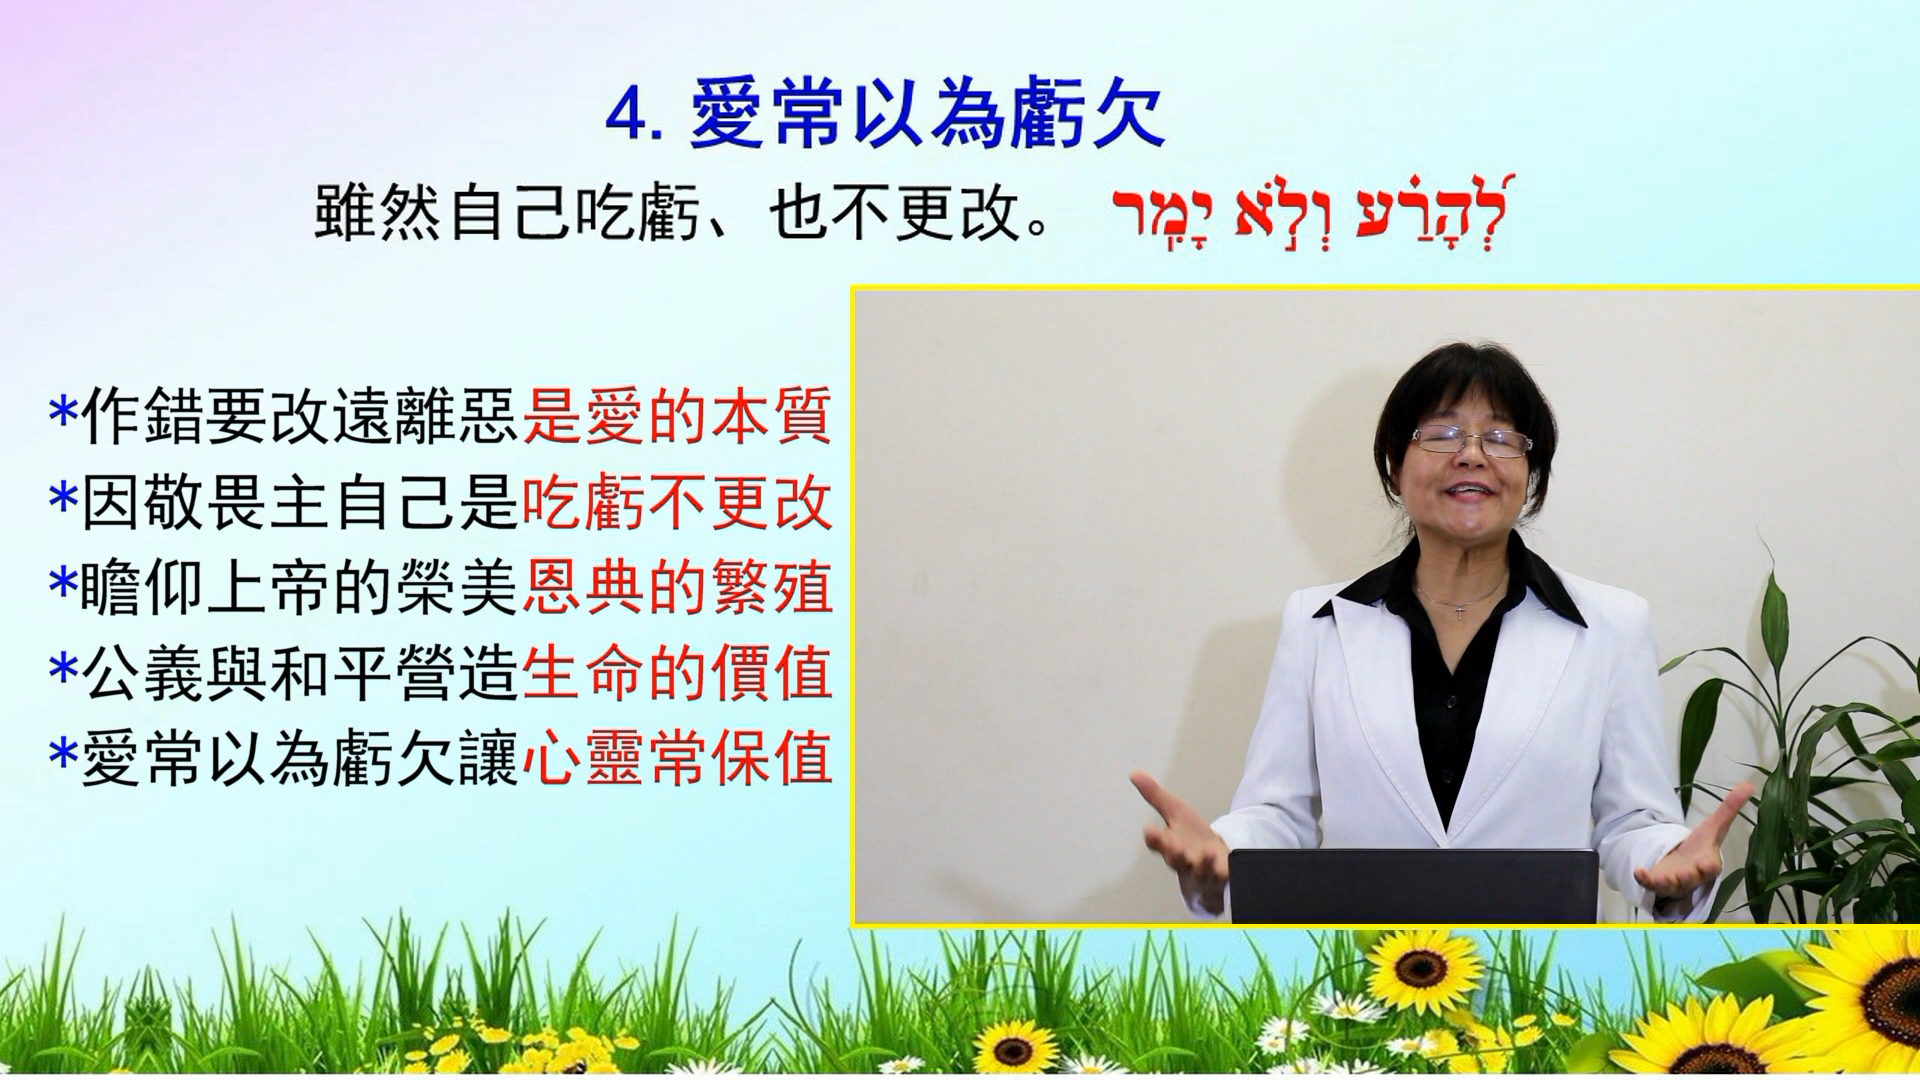 4. 愛常以為虧欠
雖然自己吃虧、也不更改。 לְ֝הָרַ֗ע וְלֹ֣א יָמִֽר
*作錯要改遠離惡是愛的本質
*因敬畏主自己是吃虧不更改
*瞻仰上帝的榮美恩典的繁殖
*公義與和平營造生命的價值
*愛常以為虧欠讓心靈常保值